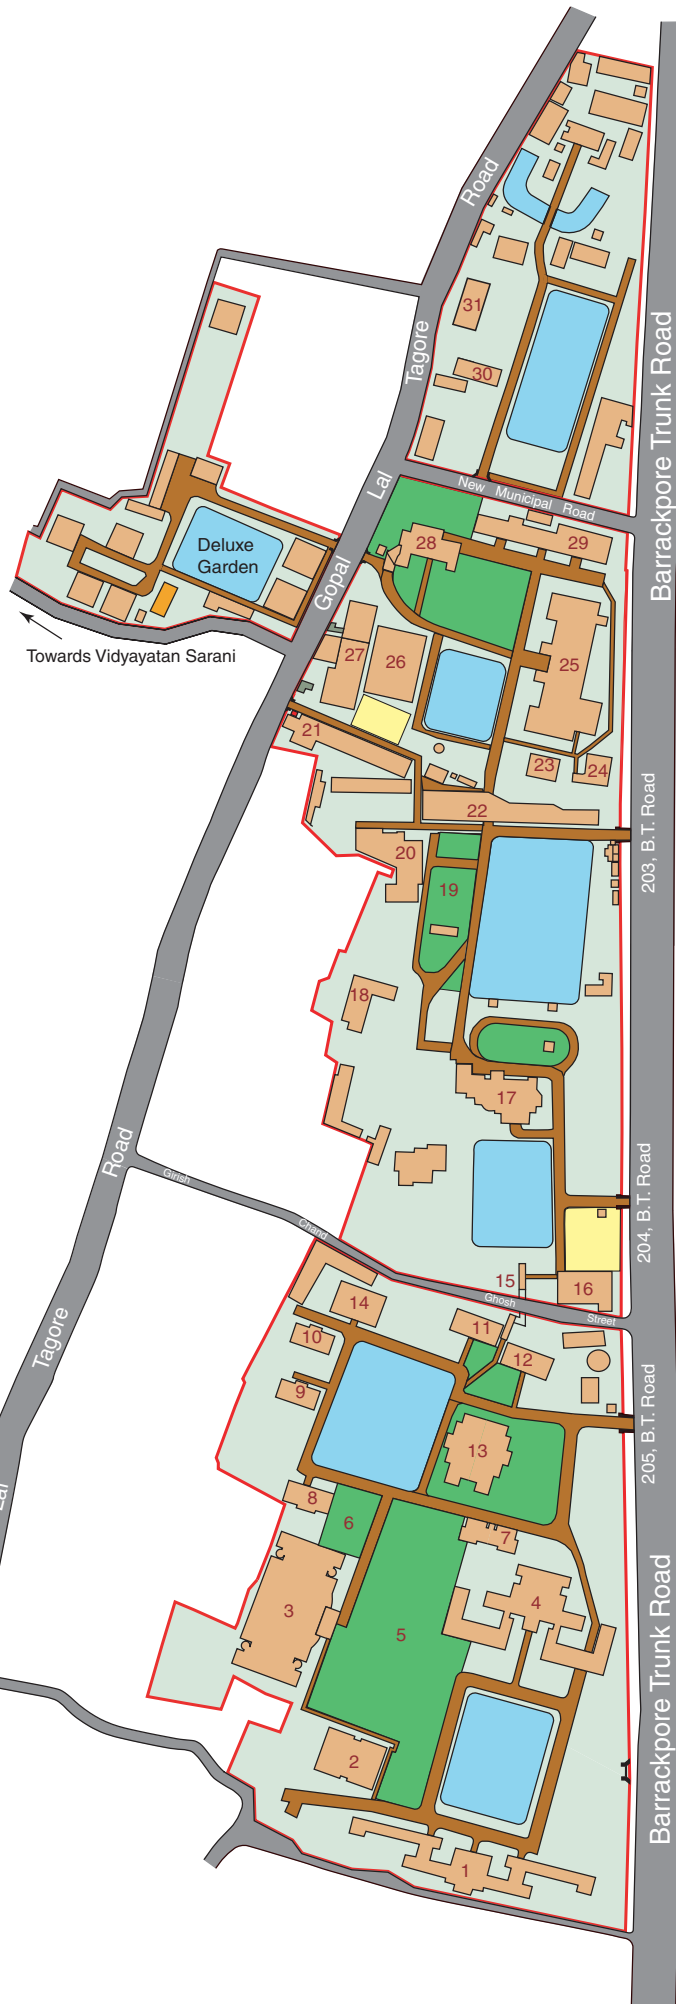 Road
Tagore
31
30
Lal
New Municipal Road
Barrackpore Trunk Road
28
29
Deluxe
Garden
Gopal
Towards Vidyayatan Sarani
27
26
25
21
23
24
22
203, B.T. Road
20
19
18
17
Road
Girish
Chand
Ghosh
Street
204, B.T. Road
15
16
14
11
10
12
Tagore
9
13
205, B.T. Road
Lal
8
6
7
3
4
5
Barrackpore Trunk Road
2
1